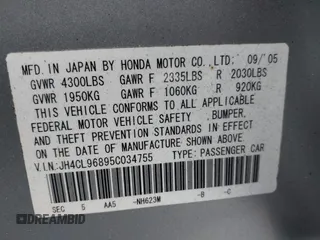 MFD. IN JAPAN BY HONDA MOTOR CO., LTD: 09/'05
GVWR 4300LBS GAWR F 2335LBS R 2030LBS
GVWR 1950KG GAWR F 1060KG R 920KG
THIS VEHICLE CONFORMS TO ALL APPLICABLE
FEDERAL MOTOR VEHICLE SAFETY, BUMPER,
AND THEFT PREVENTION STANDARDS IN EFFECT
ON THE DATE OF MANUFACTURE SHOWN ABOVE.
V.I.N: JH4CL96895C034755 TYPE: PASSENGER CAR
SEC 5 AA5 -NH623M -B -C
DREAMBID